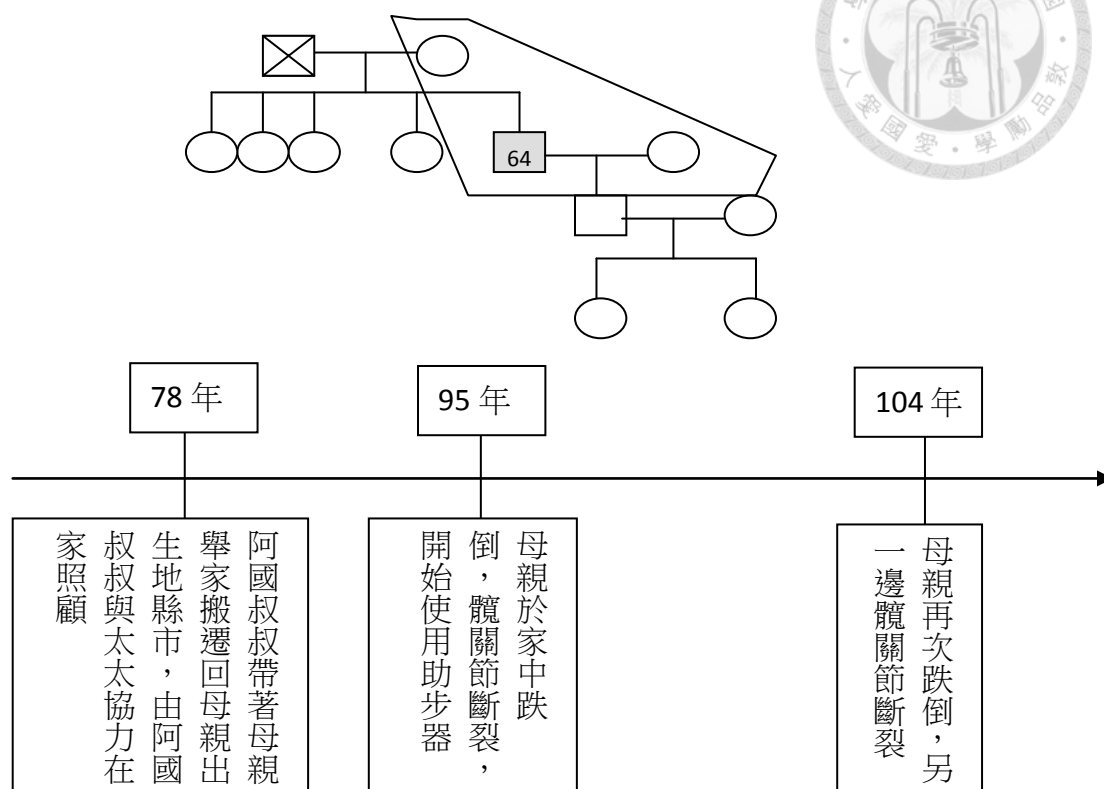 64
78 年
95 年
104 年
阿國叔叔帶著母親
舉家搬遷回母親出
生地縣市，由阿國
叔叔與太太協力在
家照顧
母親於家中跌
倒，髖關節斷裂，
開始使用助步器
母親再次跌倒，另
一邊髖關節斷裂